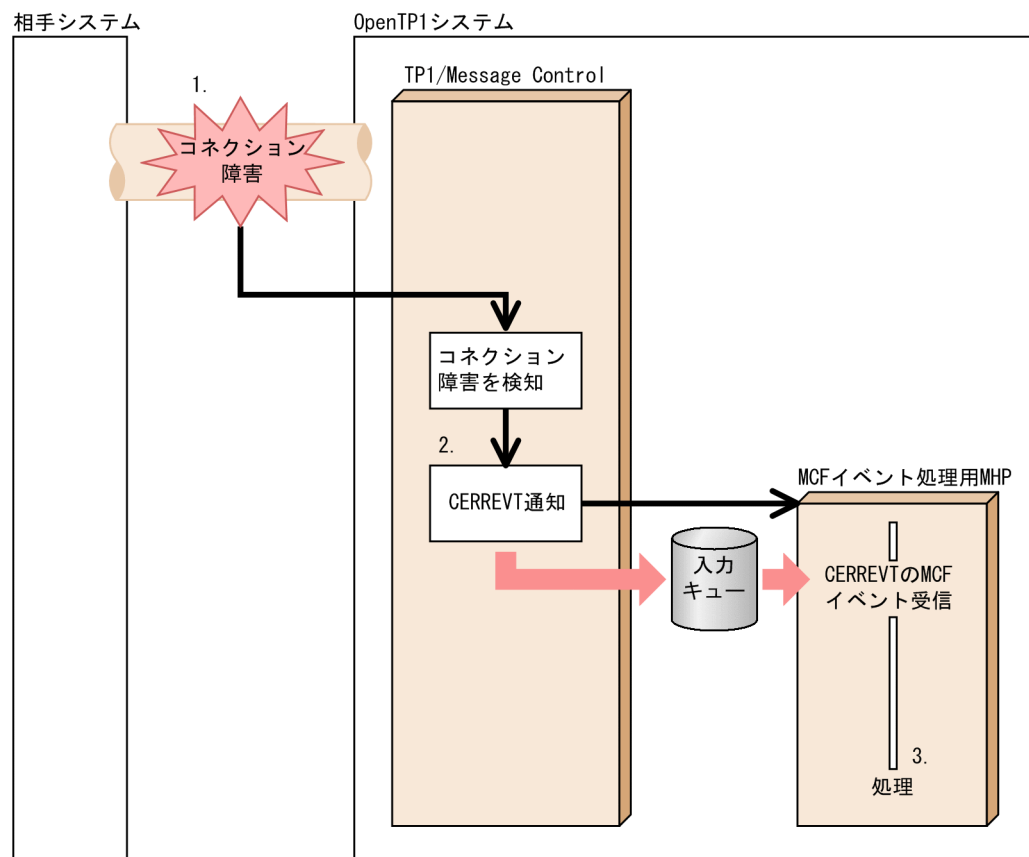 相手システム
OpenTP1システム
TP1/Message Control
1.
コネクション
障害
コネクション
障害を検知
2.
CERREVT通知
MCFイベント処理用MHP
入力
キュー
CERREVTのMCF
イベント受信
3.
処理